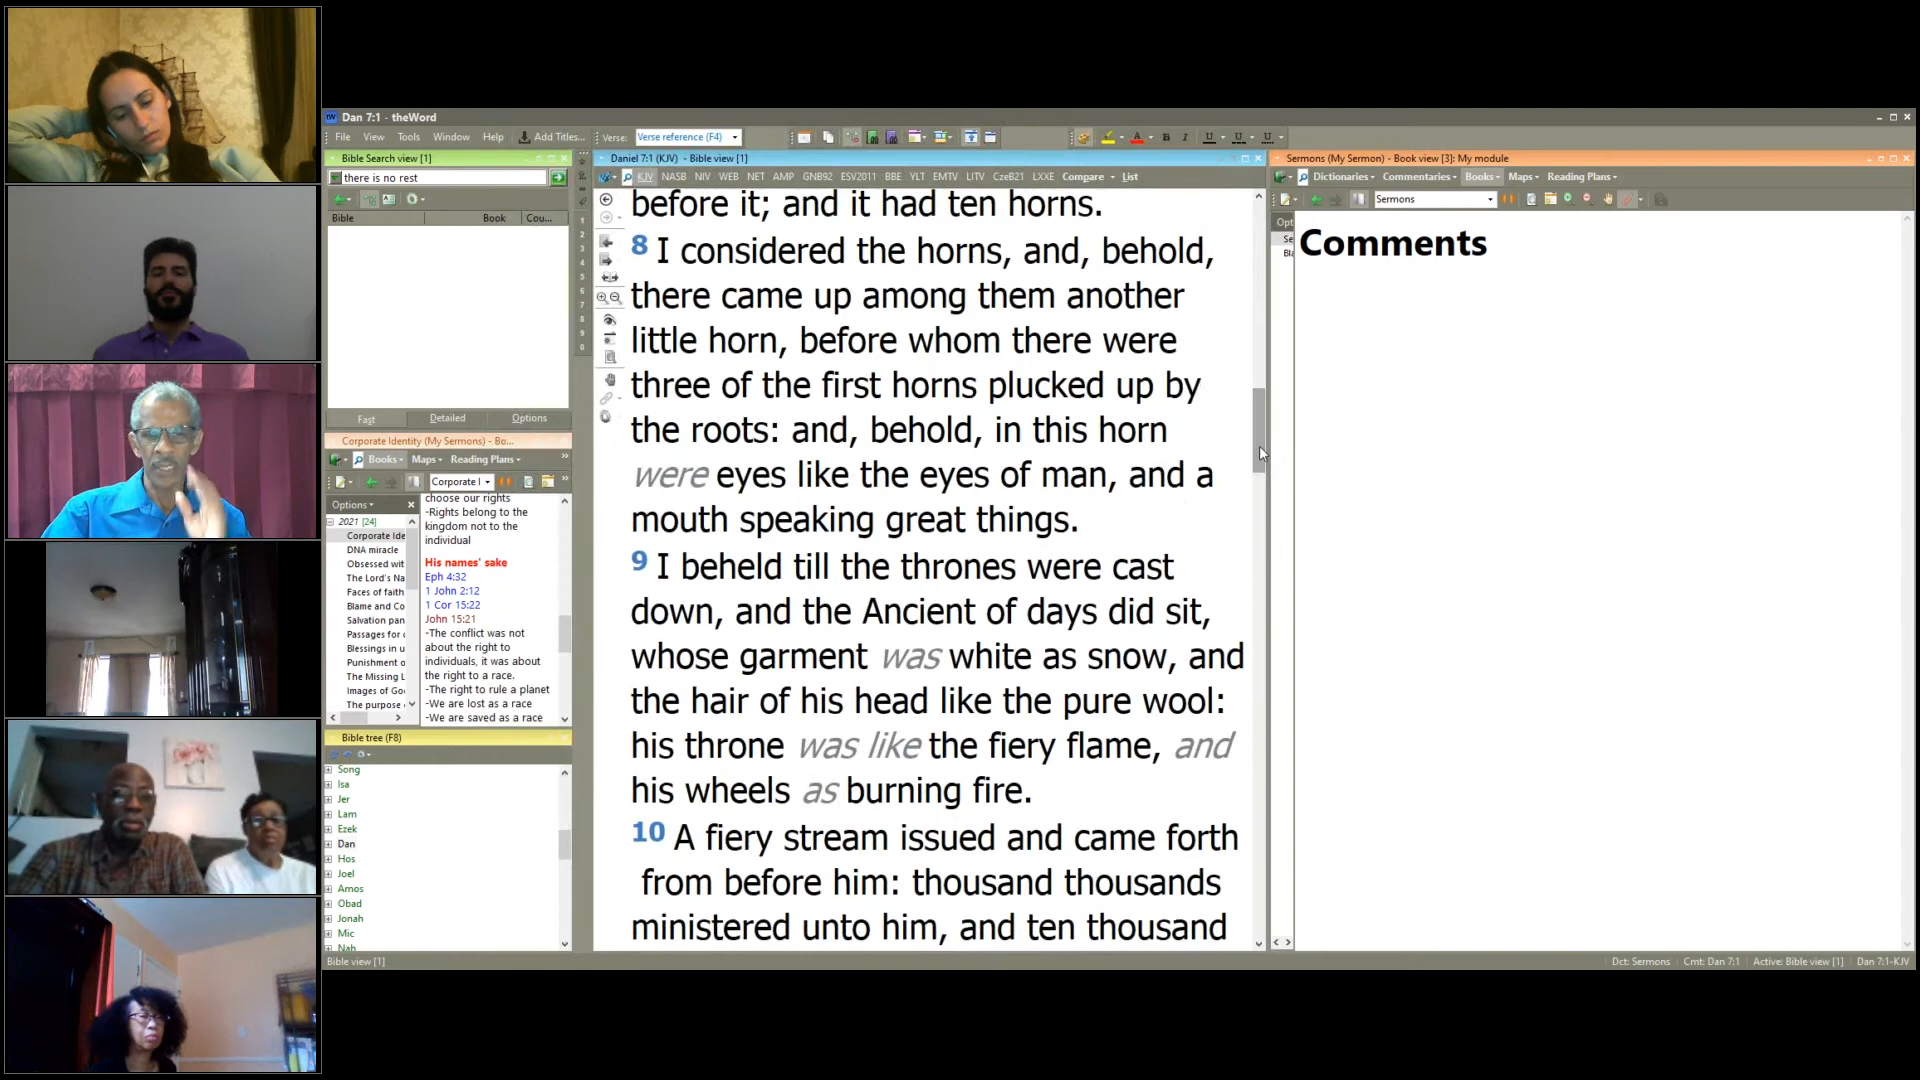 Dan 7:1 - theWord
File View Tools Window Help Add Titles... Verse: Verse reference (F4)
Bible Search view [1]
there is no rest
Bible Book Cou...
Fast Detailed Options
Corporate Identity (My Sermons) - Bo...
Books Maps Reading Plans
Corporate I
Options
2021 [24]
Corporate Ide
DNA miracle
Obsessed wit
The Lord's Na
Faces of faith
Blame and Co
Salvation pan
Passages for
Blessings in u
Punishment o
The Missing L
Images of Go
The purpose
choose our rights
-Rights belong to the
kingdom not to the
individual
His names' sake
Eph 4:32
1 John 2:12
1 Cor 15:22
John 15:21
-The conflict was not
about the right to
individuals, it was about
the right to a race.
-The right to rule a planet
-We are lost as a race
-We are saved as a race
Bible tree (F8)
Song
Isa
Jer
Lam
Ezek
Dan
Hos
Joel
Amos
Obad
Jonah
Mic
Nah
Bible view [1]
Daniel 7:1 (KJV) - Bible view [1]
KJV NASB NIV WEB NET AMP GNB92 ESV2011 BBE YLT EMTV LITV CzeB21 LXXE Compare List
before it; and it had ten horns.
8 I considered the horns, and, behold,
there came up among them another
little horn, before whom there were
three of the first horns plucked up by
the roots: and, behold, in this horn
were eyes like the eyes of man, and a
mouth speaking great things.
9 I beheld till the thrones were cast
down, and the Ancient of days did sit,
whose garment was white as snow, and
the hair of his head like the pure wool:
his throne was like the fiery flame, and
his wheels as burning fire.
10 A fiery stream issued and came forth
from before him: thousand thousands
ministered unto him, and ten thousand
Sermons (My Sermon) - Book view [3]: My module
Dictionaries Commentaries Books Maps Reading Plans
Sermons
Opt
Se
Bla
Comments
Dct: Sermons Cmt: Dan 7:1 Active: Bible view [1] Dan 7:1-KJV